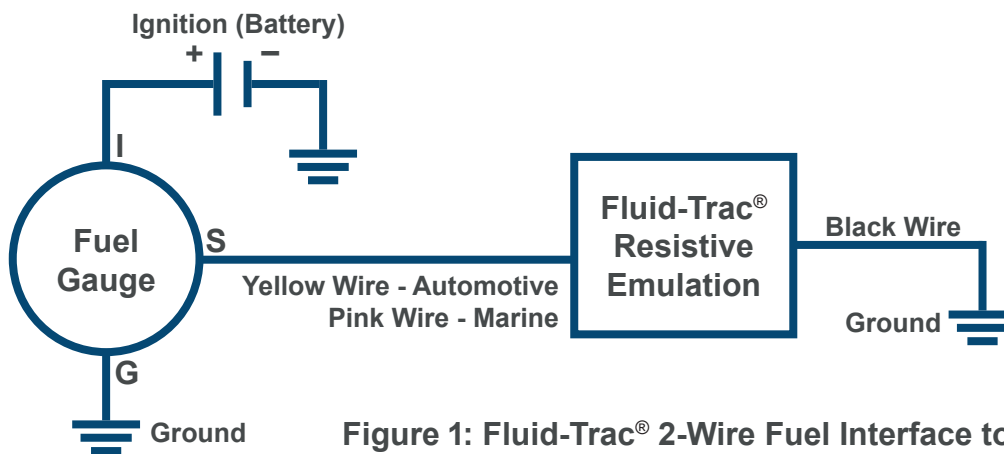 Ignition (Battery)
+ −
I
Fuel
Gauge
S
Yellow Wire - Automotive
Pink Wire - Marine
Fluid-Trac®
Resistive
Emulation
Black Wire
Ground
G
Ground
Figure 1: Fluid-Trac® 2-Wire Fuel Interface to